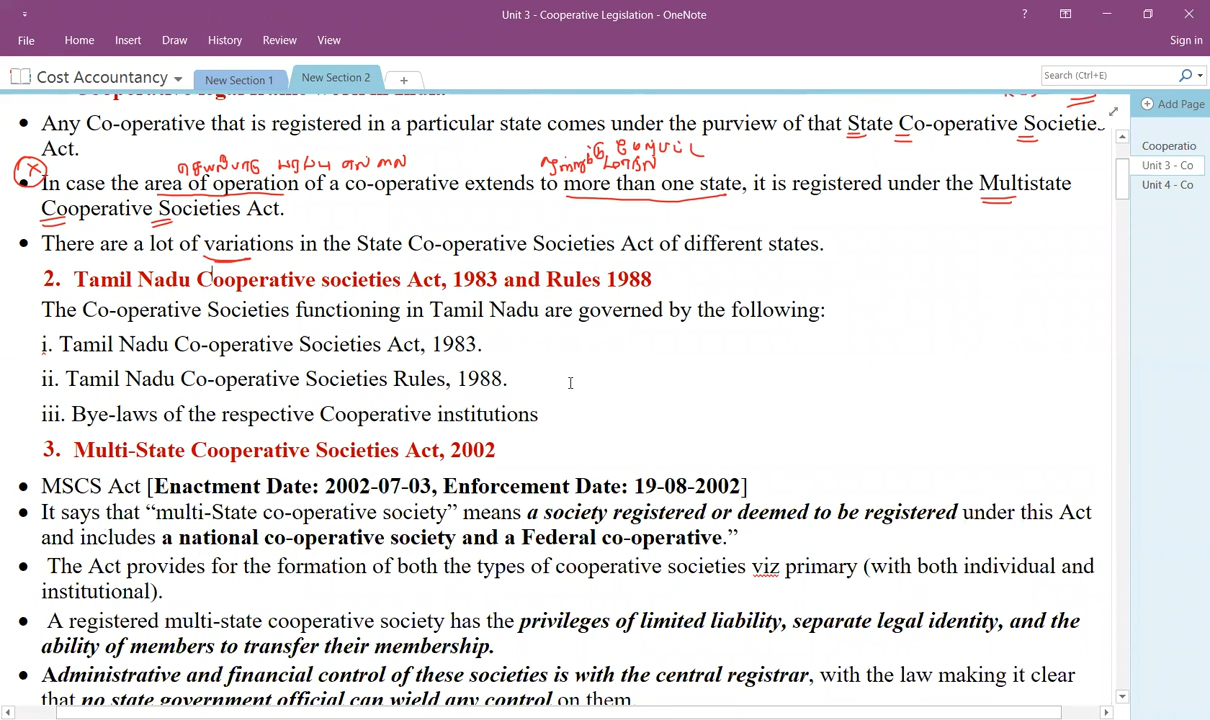 Unit 3 - Cooperative Legislation - OneNote
File Home Insert Draw History Review View
Sign in
Cost Accountancy New Section 1 New Section 2
Search (Ctrl+E)
Add Page
Any Co-operative that is registered in a particular state comes under the purview of that State Co-operative Societies
Act.
In case the area of operation of a co-operative extends to more than one state, it is registered under the Multistate
Cooperative Societies Act.
There are a lot of variations in the State Co-operative Societies Act of different states.
2. Tamil Nadu Cooperative societies Act, 1983 and Rules 1988
The Co-operative Societies functioning in Tamil Nadu are governed by the following:
i. Tamil Nadu Co-operative Societies Act, 1983.
ii. Tamil Nadu Co-operative Societies Rules, 1988.
iii. Bye-laws of the respective Cooperative institutions
3. Multi-State Cooperative Societies Act, 2002
MSCS Act [Enactment Date: 2002-07-03, Enforcement Date: 19-08-2002]
It says that “multi-State co-operative society” means a society registered or deemed to be registered under this Act
and includes a national co-operative society and a Federal co-operative.”
The Act provides for the formation of both the types of cooperative societies viz primary (with both individual and
institutional).
A registered multi-state cooperative society has the privileges of limited liability, separate legal identity, and the
ability of members to transfer their membership.
Administrative and financial control of these societies is with the central registrar, with the law making it clear
that no state government official can wield any control on them.
Cooperatio
Unit 3 - Co
Unit 4 - Co